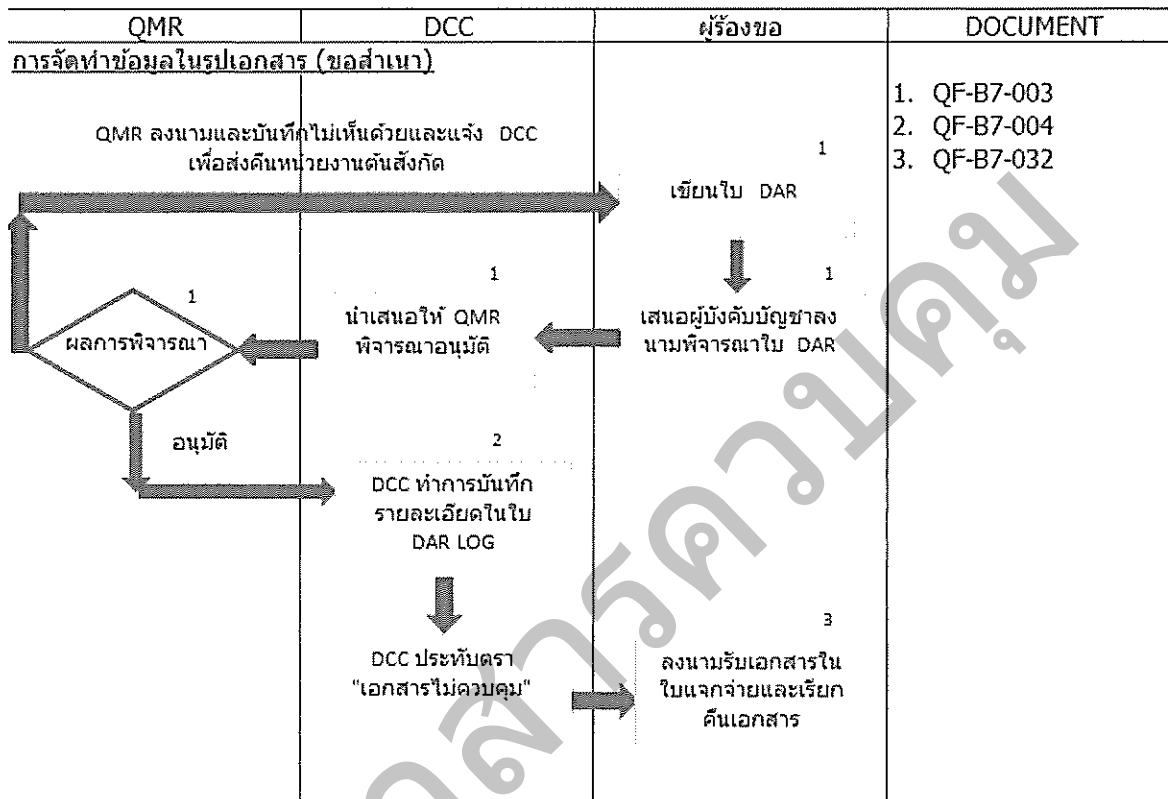 QMR DCC ผู้ร้องขอ DOCUMENT
การจัดทำข้อมูลในรูปเอกสาร (ขอสำเนา)
1. QF-B7-003
2. QF-B7-004
3. QF-B7-032
QMR ลงนามและบันทึกไม่เห็นด้วยและแจ้ง DCC
เพื่อส่งคืนหน่วยงานต้นสังกัด
1
เขียนใบ DAR
1
เสนอผู้บังคับบัญชาลง
นามพิจารณาใบ DAR
1
นำเสนอให้ QMR
พิจารณาอนุมัติ
1
ผลการพิจารณา
อนุมัติ
2
DCC ทำการบันทึก
รายละเอียดในใบ
DAR LOG
DCC ประทับตรา
"เอกสารไม่ควบคุม"
3
ลงนามรับเอกสารใน
ใบแจกจ่ายและเรียก
คืนเอกสาร
สารควบคุม